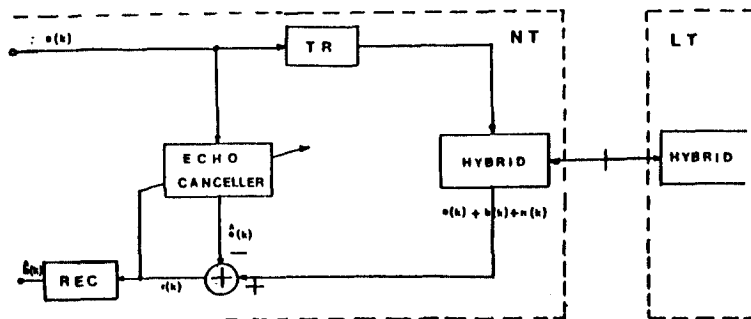 TR
NT
LT
ECHO
CANCELLER
HYBRID
HYBRID
(k) + (k) + (k)
(k)
−
+
+
REC
r(k)
(k)